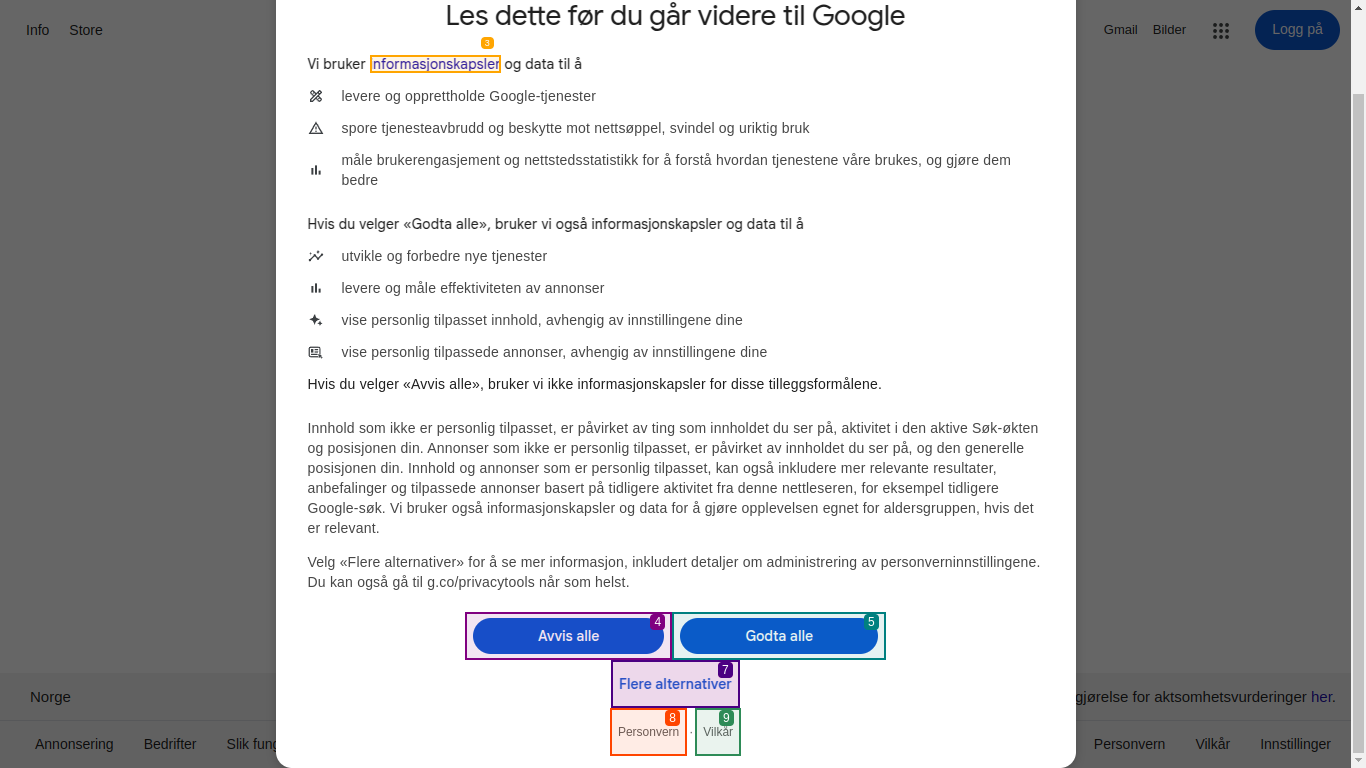 Info Store
Gmail Bilder
Logg på
Les dette før du går videre til Google
3
Vi bruker nformasjonskapsler og data til å
levere og opprettholde Google-tjenester
spore tjenesteavbrudd og beskytte mot nettsøppel, svindel og uriktig bruk
måle brukerengasjement og nettstedsstatistikk for å forstå hvordan tjenestene våre brukes, og gjøre dem
bedre
Hvis du velger «Godta alle», bruker vi også informasjonskapsler og data til å
utvikle og forbedre nye tjenester
levere og måle effektiviteten av annonser
vise personlig tilpasset innhold, avhengig av innstillingene dine
vise personlig tilpassede annonser, avhengig av innstillingene dine
Hvis du velger «Avvis alle», bruker vi ikke informasjonskapsler for disse tilleggsformålene.
Innhold som ikke er personlig tilpasset, er påvirket av ting som innholdet du ser på, aktivitet i den aktive Søk-økten
og posisjonen din. Annonser som ikke er personlig tilpasset, er påvirket av innholdet du ser på, og den generelle
posisjonen din. Innhold og annonser som er personlig tilpasset, kan også inkludere mer relevante resultater,
anbefalinger og tilpassede annonser basert på tidligere aktivitet fra denne nettleseren, for eksempel tidligere
Google-søk. Vi bruker også informasjonskapsler og data for å gjøre opplevelsen egnet for aldersgruppen, hvis det
er relevant.
Velg «Flere alternativer» for å se mer informasjon, inkludert detaljer om administrering av personverninnstillingene.
Du kan også gå til g.co/privacytools når som helst.
Avvis alle 4
Godta alle 5
Flere alternativer 7
Personvern 8 · Vilkår 9
Norge
gjørelse for aktsomhetsvurderinger her.
Annonsering Bedrifter Slik fung
Personvern Vilkår Innstillinger